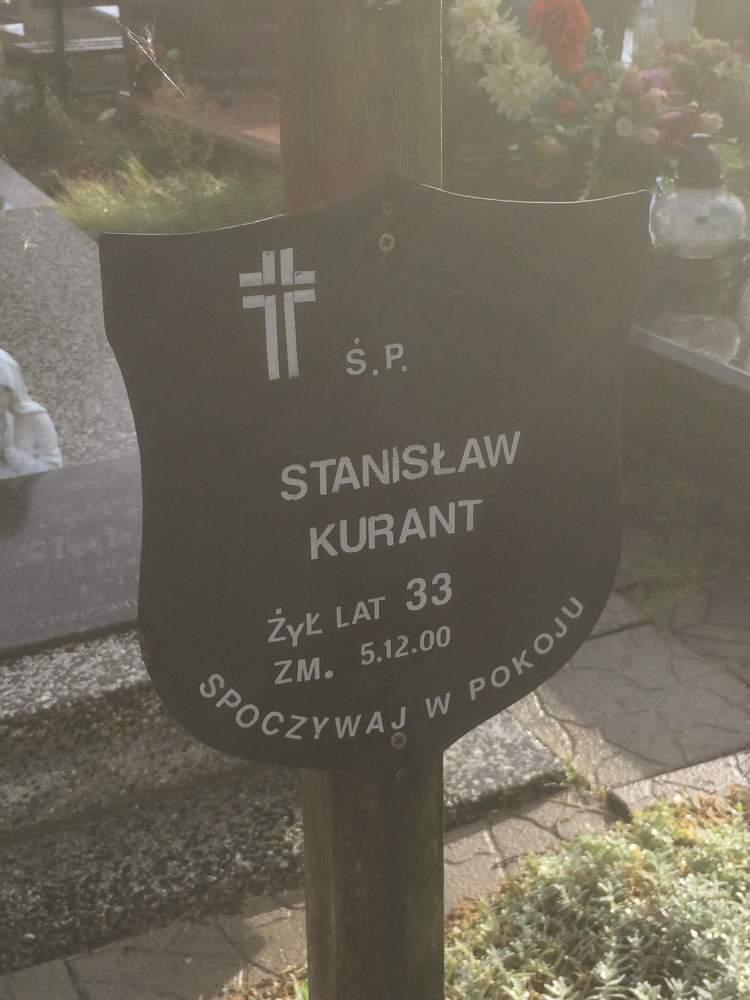 Ś.P.
STANISŁAW
KURANT
ŻYŁ LAT 33
ZM. 5.12.00
SPOCZYWAJ W POKOJU